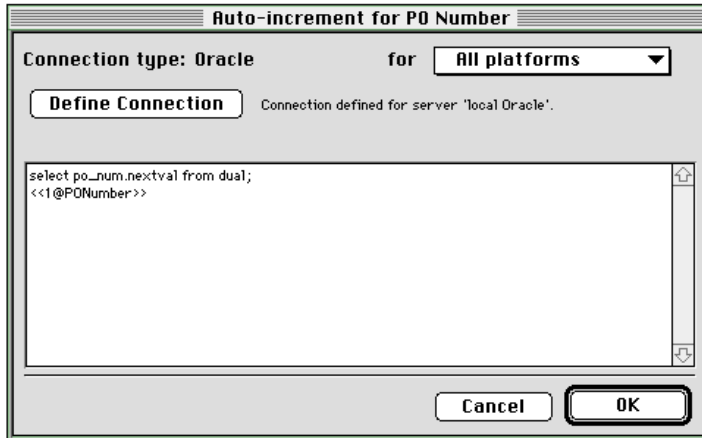 Auto-increment for PO Number
Connection type: Oracle for All platforms
Define Connection Connection defined for server 'local Oracle'.
select po_num.nextval from dual;
<<1@PONumber>>
Cancel OK